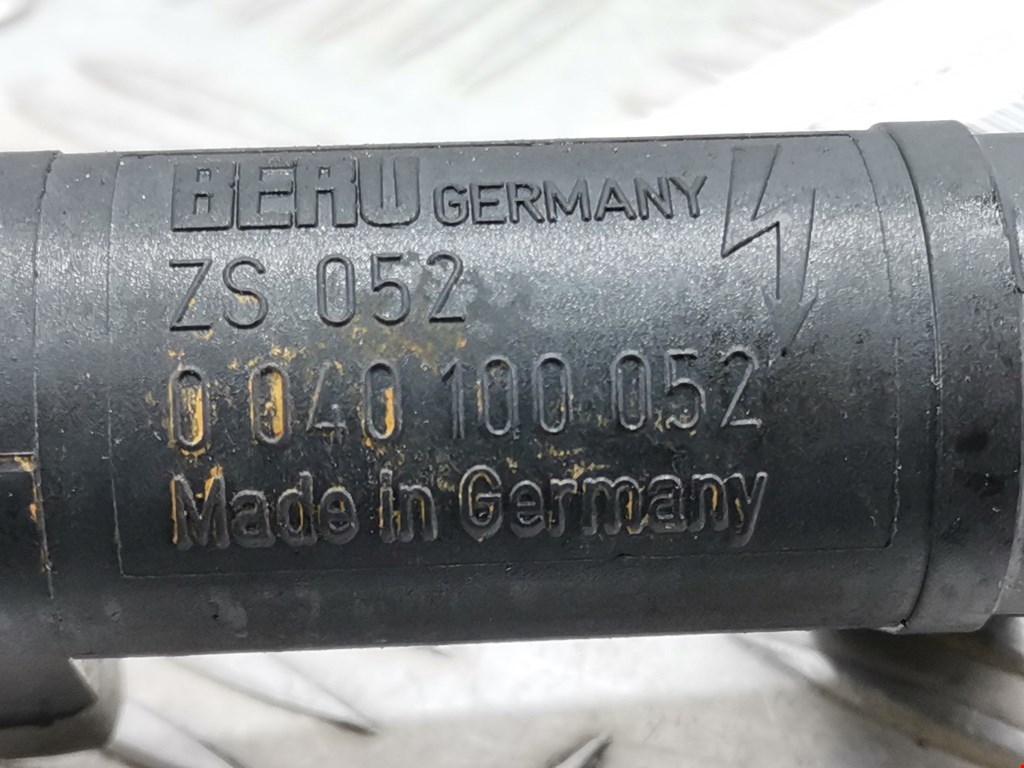 BERU GERMANY
ZS 052
0 040 100 052
Made in Germany